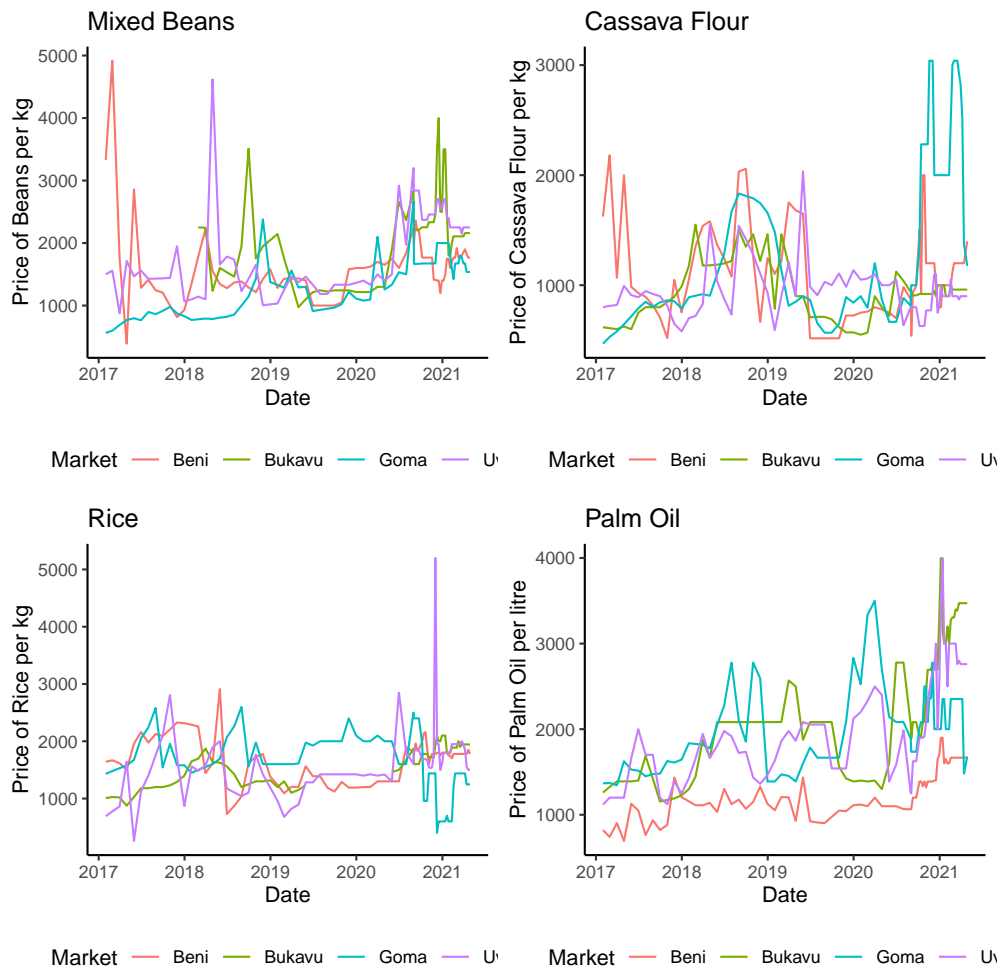 Mixed Beans
Price of Beans per kg
5000
4000
3000
2000
1000
2017 2018 2019 2020 2021
Date
Market Beni Bukavu Goma Uv
Cassava Flour
Price of Cassava Flour per kg
3000
2000
1000
2017 2018 2019 2020 2021
Date
Market Beni Bukavu Goma Uv
Rice
Price of Rice per kg
5000
4000
3000
2000
1000
2017 2018 2019 2020 2021
Date
Market Beni Bukavu Goma Uv
Palm Oil
Price of Palm Oil per litre
4000
3000
2000
1000
2017 2018 2019 2020 2021
Date
Market Beni Bukavu Goma Uv